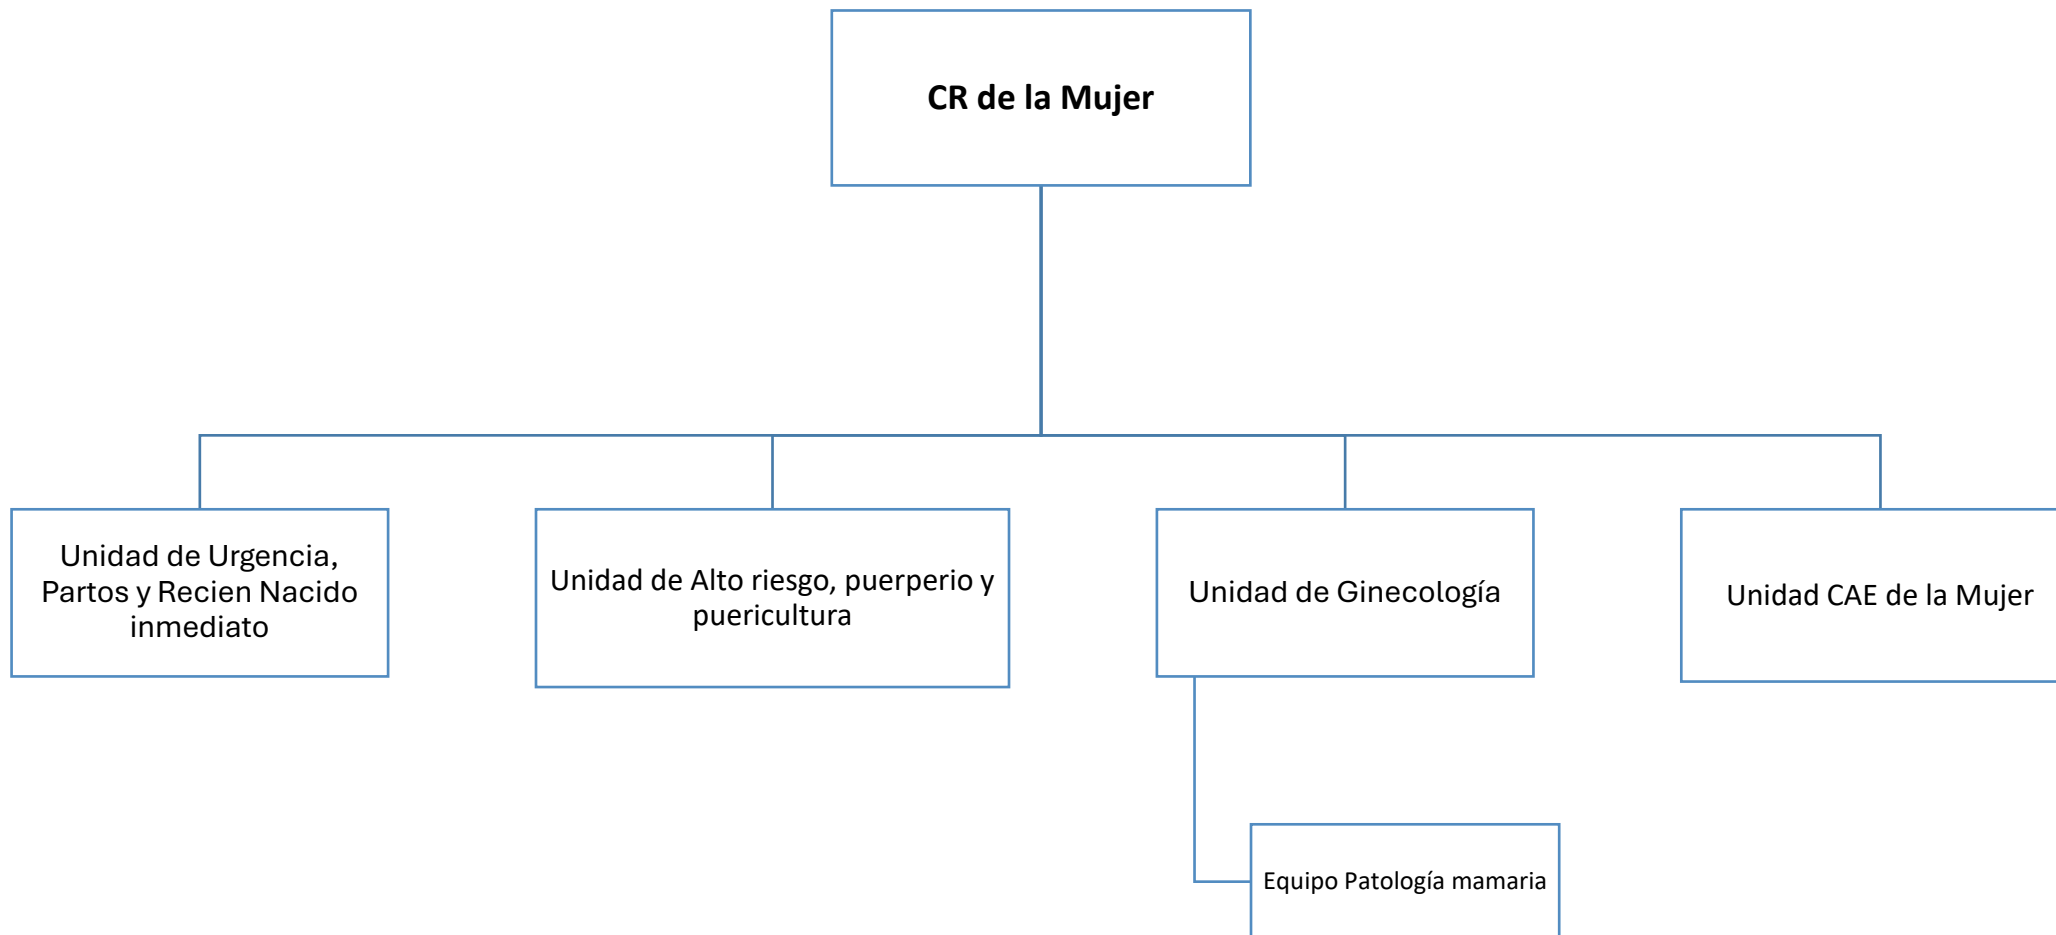 CR de la Mujer
Unidad de Urgencia,
Partos y Recien Nacido
inmediato
Unidad de Alto riesgo, puerperio y
puericultura
Unidad de Ginecología
Unidad CAE de la Mujer
Equipo Patología mamaria